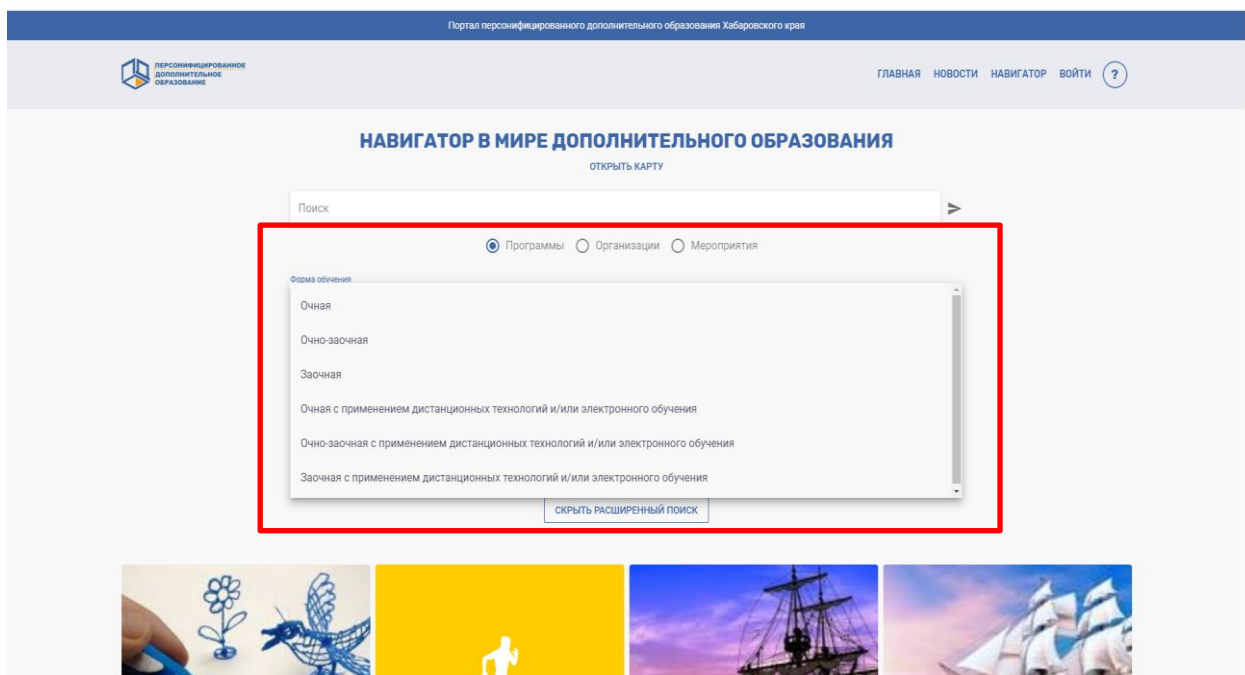 Портал персонифицированного дополнительного образования Хабаровского края
ПЕРСОНИФИЦИРОВАННОЕ
ДОПОЛНИТЕЛЬНОЕ
ОБРАЗОВАНИЕ
ГЛАВНАЯ НОВОСТИ НАВИГАТОР ВОЙТИ ?
НАВИГАТОР В МИРЕ ДОПОЛНИТЕЛЬНОГО ОБРАЗОВАНИЯ
ОТКРЫТЬ КАРТУ
Поиск
Программы Организации Мероприятия
Форма обучения
Очная
Очно-заочная
Заочная
Очная с применением дистанционных технологий и/или электронного обучения
Очно-заочная с применением дистанционных технологий и/или электронного обучения
Заочная с применением дистанционных технологий и/или электронного обучения
СКРЫТЬ РАСШИРЕННЫЙ ПОИСК